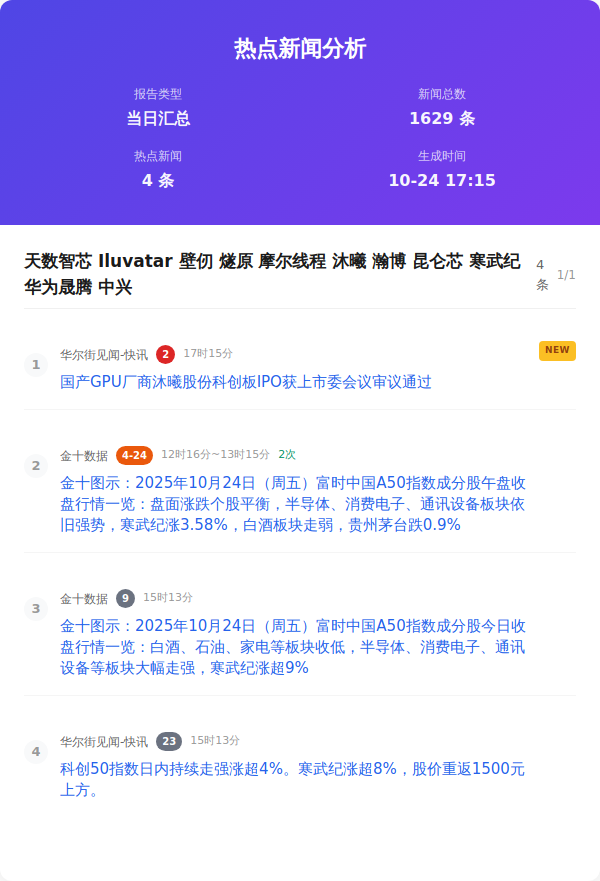 热点新闻分析
报告类型
当日汇总
新闻总数
1629 条
热点新闻
4 条
生成时间
10-24 17:15
天数智芯 Iluvatar 壁仞 燧原 摩尔线程 沐曦 瀚博 昆仑芯 寒武纪
华为晟腾 中兴
4
条
1/1
1
华尔街见闻-快讯 2 17时15分
NEW
国产GPU厂商沐曦股份科创板IPO获上市委会议审议通过
2
金十数据 4-24 12时16分~13时15分 2次
金十图示：2025年10月24日（周五）富时中国A50指数成分股午盘收
盘行情一览：盘面涨跌个股平衡，半导体、消费电子、通讯设备板块依
旧强势，寒武纪涨3.58%，白酒板块走弱，贵州茅台跌0.9%
3
金十数据 9 15时13分
金十图示：2025年10月24日（周五）富时中国A50指数成分股今日收
盘行情一览：白酒、石油、家电等板块收低，半导体、消费电子、通讯
设备等板块大幅走强，寒武纪涨超9%
4
华尔街见闻-快讯 23 15时13分
科创50指数日内持续走强涨超4%。寒武纪涨超8%，股价重返1500元
上方。